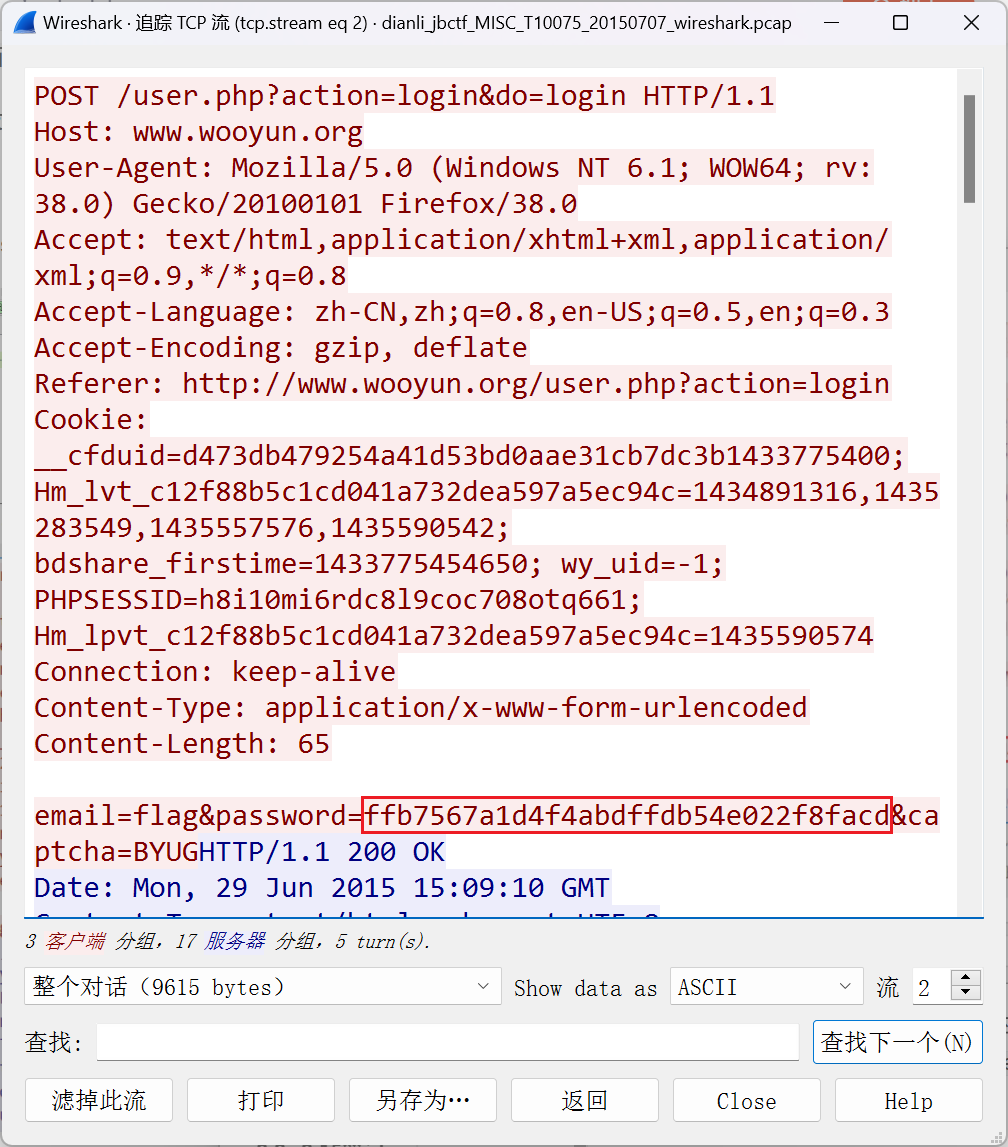 Wireshark · 追踪 TCP 流 (tcp.stream eq 2) · dianli_jbctf_MISC_T10075_20150707_wireshark.pcap
POST /user.php?action=login&do=login HTTP/1.1
Host: www.wooyun.org
User-Agent: Mozilla/5.0 (Windows NT 6.1; WOW64; rv:
38.0) Gecko/20100101 Firefox/38.0
Accept: text/html,application/xhtml+xml,application/
xml;q=0.9,*/*;q=0.8
Accept-Language: zh-CN,zh;q=0.8,en-US;q=0.5,en;q=0.3
Accept-Encoding: gzip, deflate
Referer: http://www.wooyun.org/user.php?action=login
Cookie:
__cfduid=d473db479254a41d53bd0aae31cb7dc3b1433775400;
Hm_lvt_c12f88b5c1cd041a732dea597a5ec94c=1434891316,1435
283549,1435557576,1435590542;
bdshare_firstime=1433775454650; wy_uid=-1;
PHPSESSID=h8i10mi6rdc8l9coc708otq661;
Hm_lpvt_c12f88b5c1cd041a732dea597a5ec94c=1435590574
Connection: keep-alive
Content-Type: application/x-www-form-urlencoded
Content-Length: 65
email=flag&password=ffb7567a1d4f4abdffdb54e022f8facd&ca
ptcha=BYUGHTTP/1.1 200 OK
Date: Mon, 29 Jun 2015 15:09:10 GMT
3 客户端 分组，17 服务器 分组，5 turn(s).
整个对话（9615 bytes） Show data as ASCII 流 2
查找: 查找下一个(N)
滤掉此流 打印 另存为… 返回 Close Help